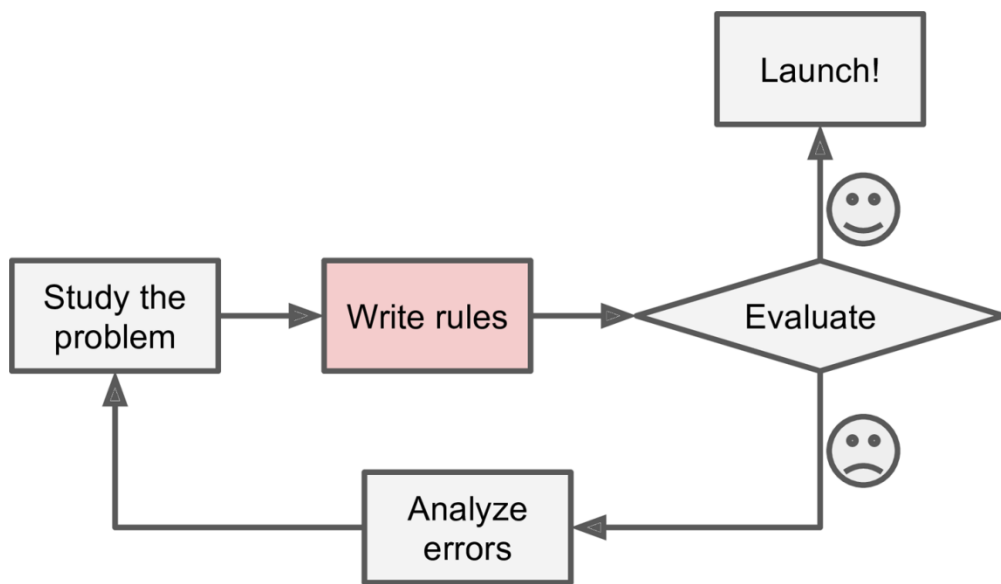 Launch!
Study the
problem
Write rules
Evaluate
Analyze
errors